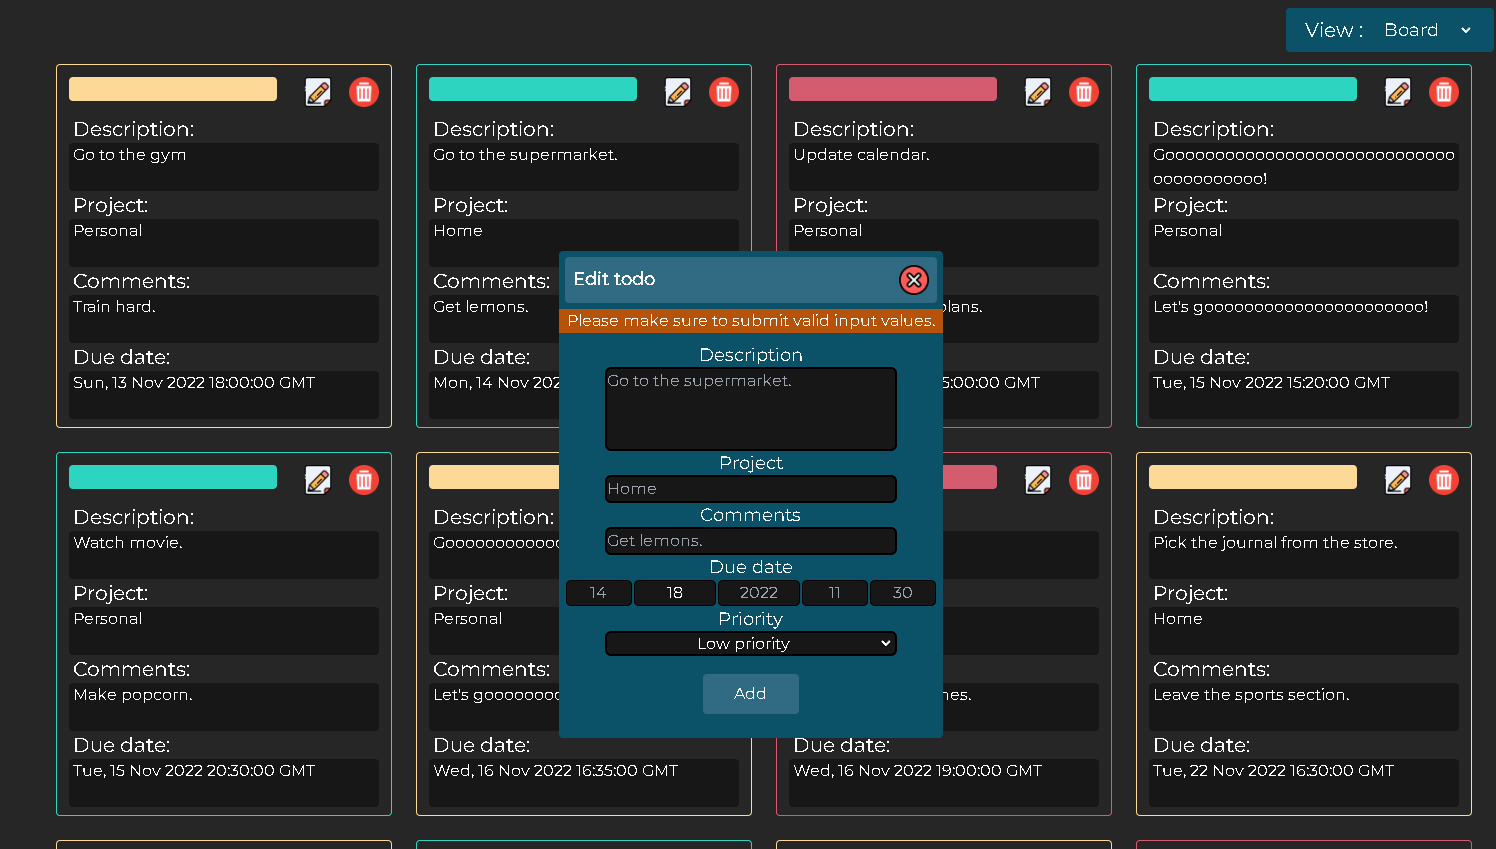 View : Board
Description:
Go to the gym
Project:
Personal
Comments:
Train hard.
Due date:
Sun, 13 Nov 2022 18:00:00 GMT
Description:
Go to the supermarket.
Project:
Home
Comments:
Get lemons.
Due date:
Mon, 14 Nov 202
Description:
Update calendar.
Project:
Personal
plans.
5:00:00 GMT
Description:
Gooooooooooooooooooooooooooooo
ooooooooooo!
Project:
Personal
Comments:
Let's goooooooooooooooooooooo!
Due date:
Tue, 15 Nov 2022 15:20:00 GMT
Edit todo
Please make sure to submit valid input values.
Description
Go to the supermarket.
Project
Home
Comments
Get lemons.
Due date
14 18 2022 11 30
Priority
Low priority
Add
Description:
Watch movie.
Project:
Personal
Comments:
Make popcorn.
Due date:
Tue, 15 Nov 2022 20:30:00 GMT
Description:
Gooooooooooo
Project:
Personal
Comments:
Let's goooooooo
Due date:
Wed, 16 Nov 2022 16:35:00 GMT
nes.
Due date:
Wed, 16 Nov 2022 19:00:00 GMT
Description:
Pick the journal from the store.
Project:
Home
Comments:
Leave the sports section.
Due date:
Tue, 22 Nov 2022 16:30:00 GMT